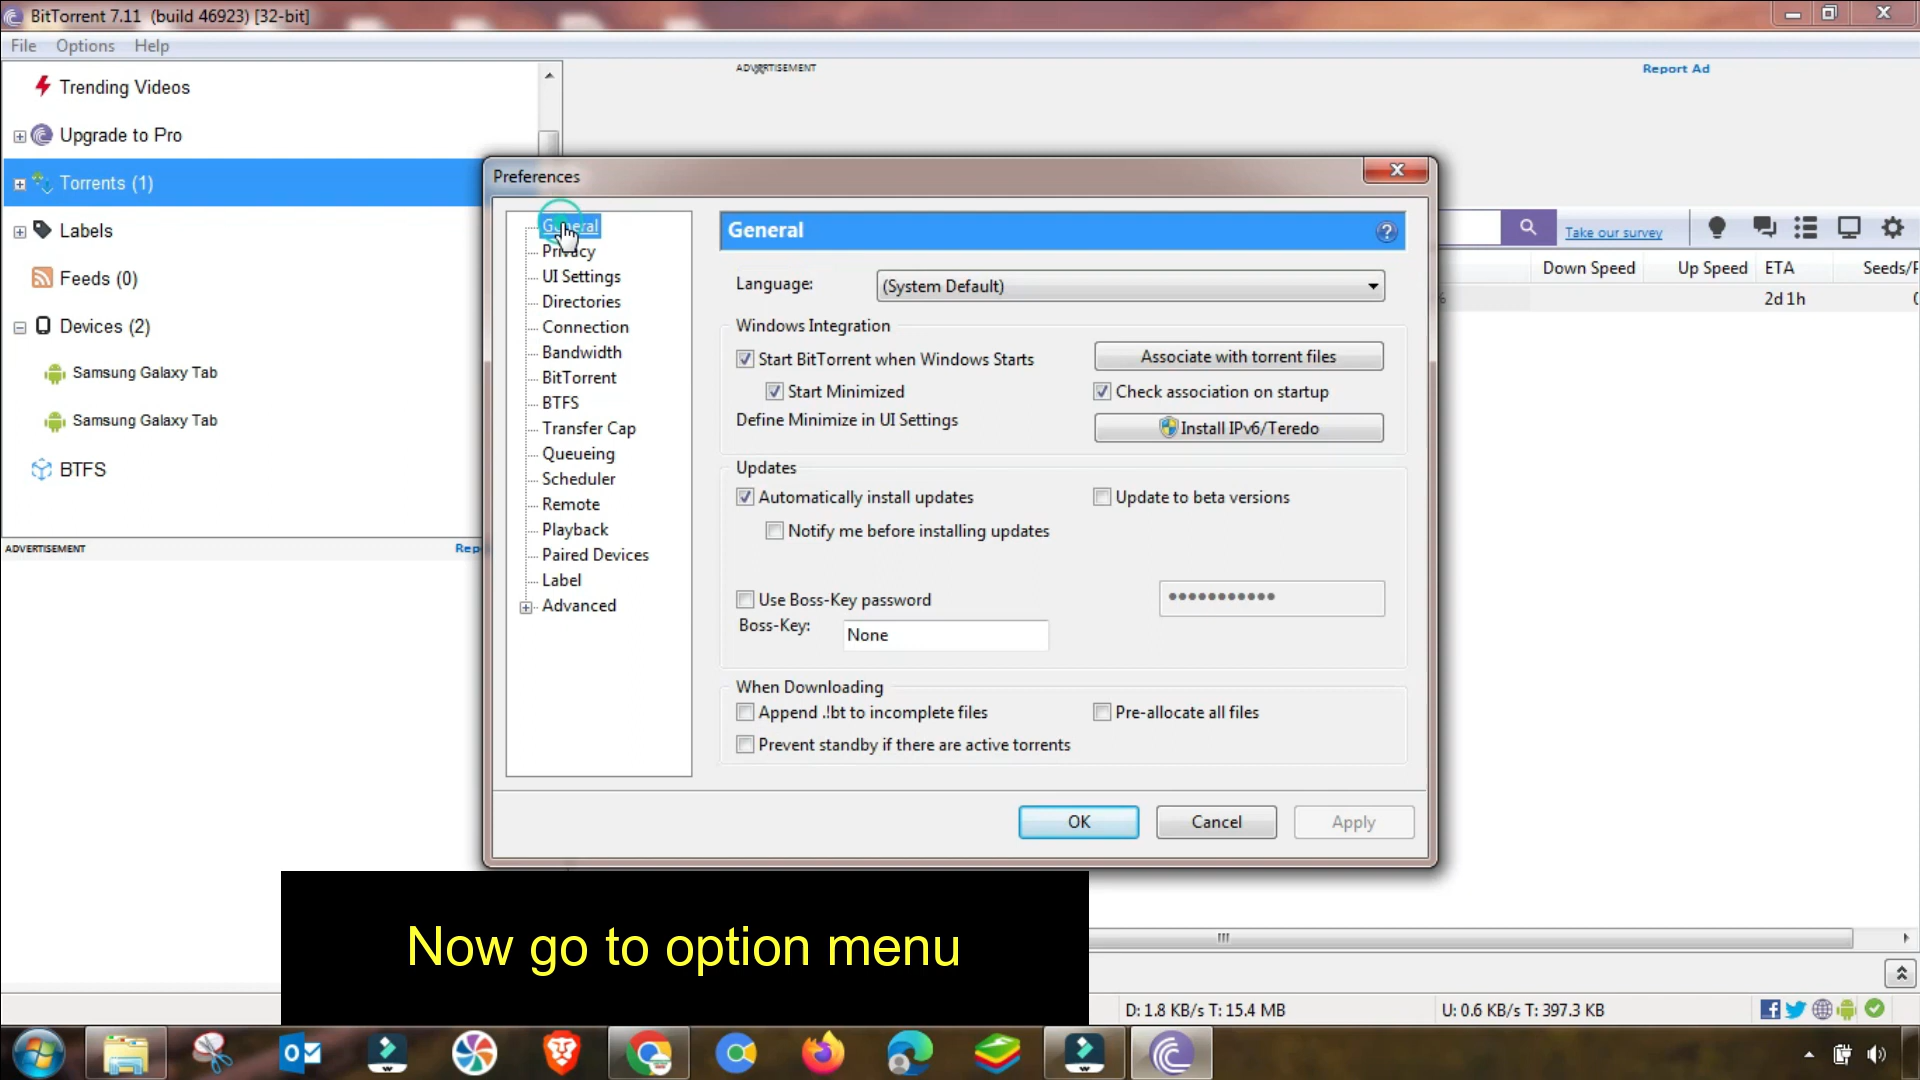 BitTorrent 7.11 (build 46923) [32-bit]
File Options Help
Trending Videos
Upgrade to Pro
Torrents (1)
Labels
Feeds (0)
Devices (2)
Samsung Galaxy Tab
Samsung Galaxy Tab
BTFS
ADVERTISEMENT
ADVERTISEMENT Report Ad
Take our survey
Down Speed Up Speed ETA
2d 1h
Preferences
General
Privacy
UI Settings
Directories
Connection
Bandwidth
BitTorrent
BTFS
Transfer Cap
Queueing
Scheduler
Remote
Playback
Paired Devices
Label
Advanced
General
Language: (System Default)
Windows Integration
Start BitTorrent when Windows Starts Associate with torrent files
Start Minimized Check association on startup
Define Minimize in UI Settings Install IPv6/Teredo
Updates
Automatically install updates Update to beta versions
Notify me before installing updates
Use Boss-Key password
Boss-Key: None
When Downloading
Append .!bt to incomplete files Pre-allocate all files
Prevent standby if there are active torrents
OK Cancel Apply
Now go to option menu
D: 1.8 KB/s T: 15.4 MB U: 0.6 KB/s T: 397.3 KB